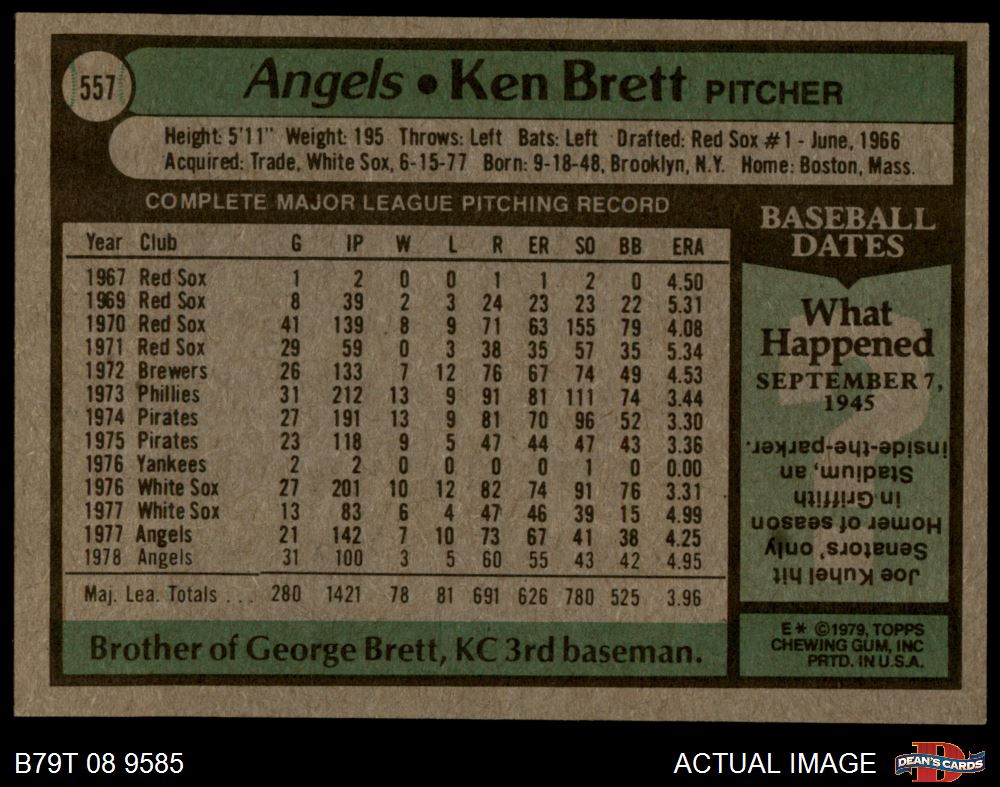 557
Angels • Ken Brett PITCHER
Height: 5'11" Weight: 195 Throws: Left Bats: Left Drafted: Red Sox #1 - June, 1966
Acquired: Trade, White Sox, 6-15-77 Born: 9-18-48, Brooklyn, N.Y. Home: Boston, Mass.
COMPLETE MAJOR LEAGUE PITCHING RECORD
Year Club G IP W L R ER SO BB ERA
1967 Red Sox 1 2 0 0 1 1 2 0 4.50
1969 Red Sox 8 39 2 3 24 23 23 22 5.31
1970 Red Sox 41 139 8 9 71 63 155 79 4.08
1971 Red Sox 29 59 0 3 38 35 57 35 5.34
1972 Brewers 26 133 7 12 76 67 74 49 4.53
1973 Phillies 31 212 13 9 91 81 111 74 3.44
1974 Pirates 27 191 13 9 81 70 96 52 3.30
1975 Pirates 23 118 9 5 47 44 47 43 3.36
1976 Yankees 2 2 0 0 0 0 1 0 0.00
1976 White Sox 27 201 10 12 82 74 91 76 3.31
1977 White Sox 13 83 6 4 47 46 39 15 4.99
1977 Angels 21 142 7 10 73 67 41 38 4.25
1978 Angels 31 100 3 5 60 55 43 42 4.95
Maj. Lea. Totals . . . 280 1421 78 81 691 626 780 525 3.96
Brother of George Brett, KC 3rd baseman.
BASEBALL
DATES
What
Happened
SEPTEMBER 7,
1945
Joe Kuhel hit
Senators' only
Homer of season
in Griffith
Stadium, an
inside-the-parker.
E* ©1979, TOPPS
CHEWING GUM, INC
PRTD. IN U.S.A.
B79T 08 9585
ACTUAL IMAGE
DEAN'S CARDS